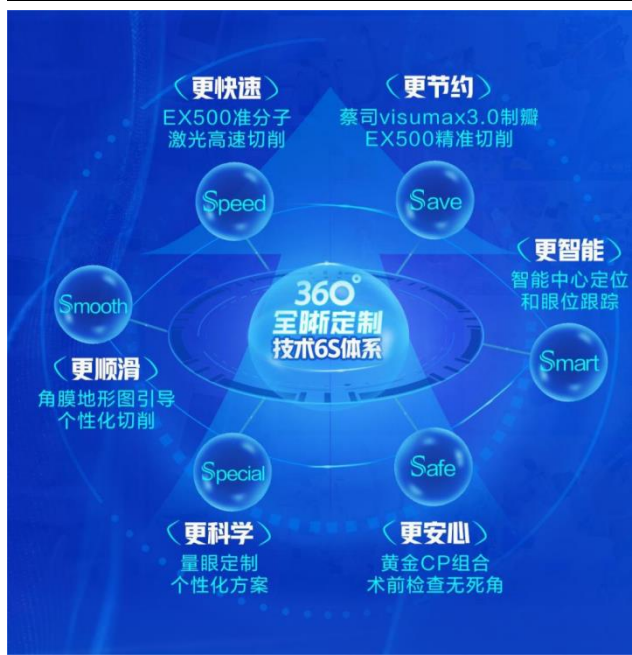 〈更快速〉
EX500准分子
激光高速切削
Speed
〈更节约〉
蔡司visumax3.0制瓣
EX500精准切削
Save
〈更智能〉
智能中心定位
和眼位跟踪
Smart
360°
全晰定制
技术6S体系
Smooth
〈更顺滑〉
角膜地形图引导
个性化切削
Special
〈更科学〉
量眼定制
个性化方案
Safe
〈更安心〉
黄金CP组合
术前检查无死角